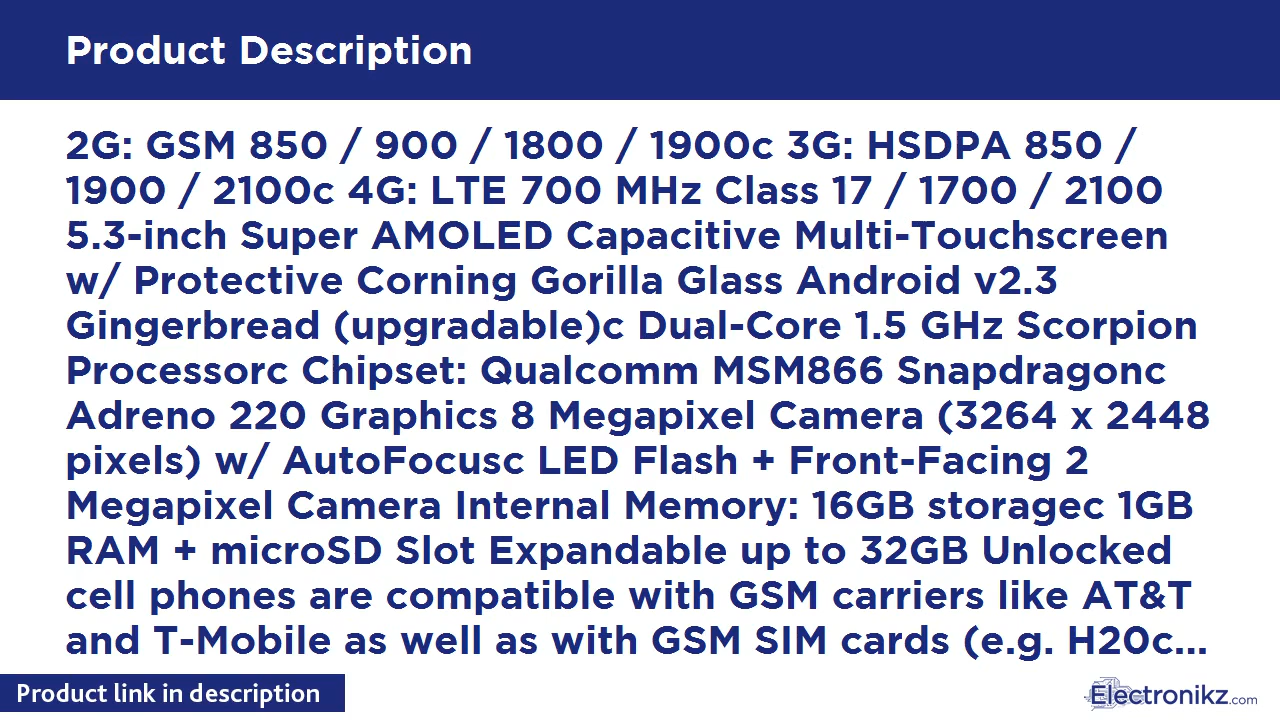 Product Description
2G: GSM 850 / 900 / 1800 / 1900c 3G: HSDPA 850 /
1900 / 2100c 4G: LTE 700 MHz Class 17 / 1700 / 2100
5.3-inch Super AMOLED Capacitive Multi-Touchscreen
w/ Protective Corning Gorilla Glass Android v2.3
Gingerbread (upgradable)c Dual-Core 1.5 GHz Scorpion
Processorc Chipset: Qualcomm MSM866 Snapdragonc
Adreno 220 Graphics 8 Megapixel Camera (3264 x 2448
pixels) w/ AutoFocusc LED Flash + Front-Facing 2
Megapixel Camera Internal Memory: 16GB storagec 1GB
RAM + microSD Slot Expandable up to 32GB Unlocked
cell phones are compatible with GSM carriers like AT&T
and T-Mobile as well as with GSM SIM cards (e.g. H20c...
Product link in description
Electronikz.com